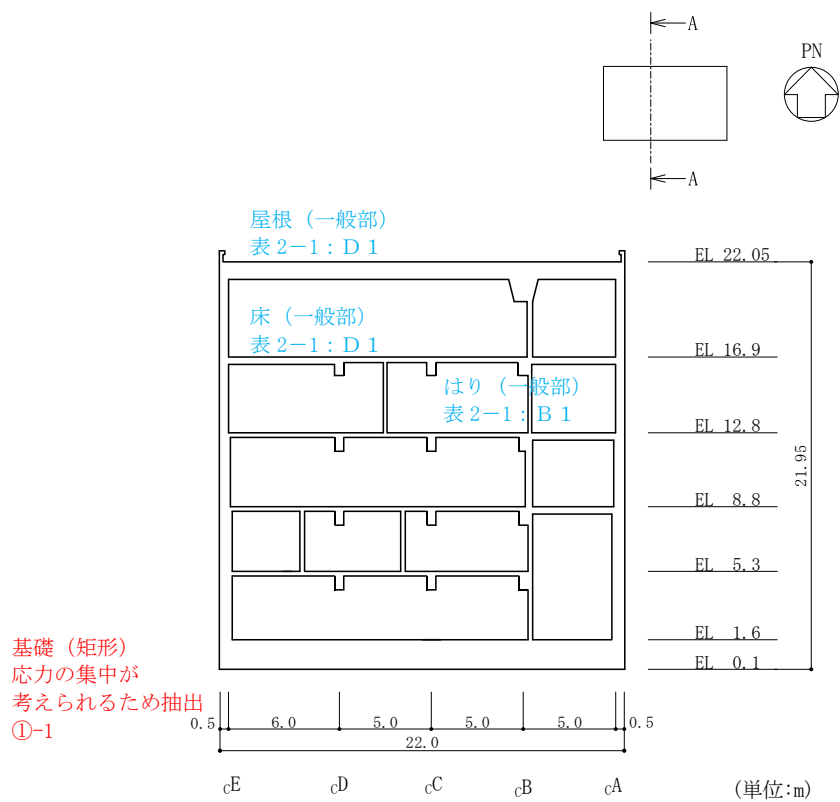 A
PN
A
屋根（一般部）
表 2－1：D 1
EL 22.05
床（一般部）
表 2－1：D 1
EL 16.9
はり（一般部）
表 2－1：B 1
EL 12.8
21.95
EL 8.8
EL 5.3
EL 1.6
基礎（矩形）
応力の集中が
考えられるため抽出
①-1
EL 0.1
0.5 6.0 5.0 5.0 5.0 0.5
22.0
cE cD cC cB cA
(単位:m)